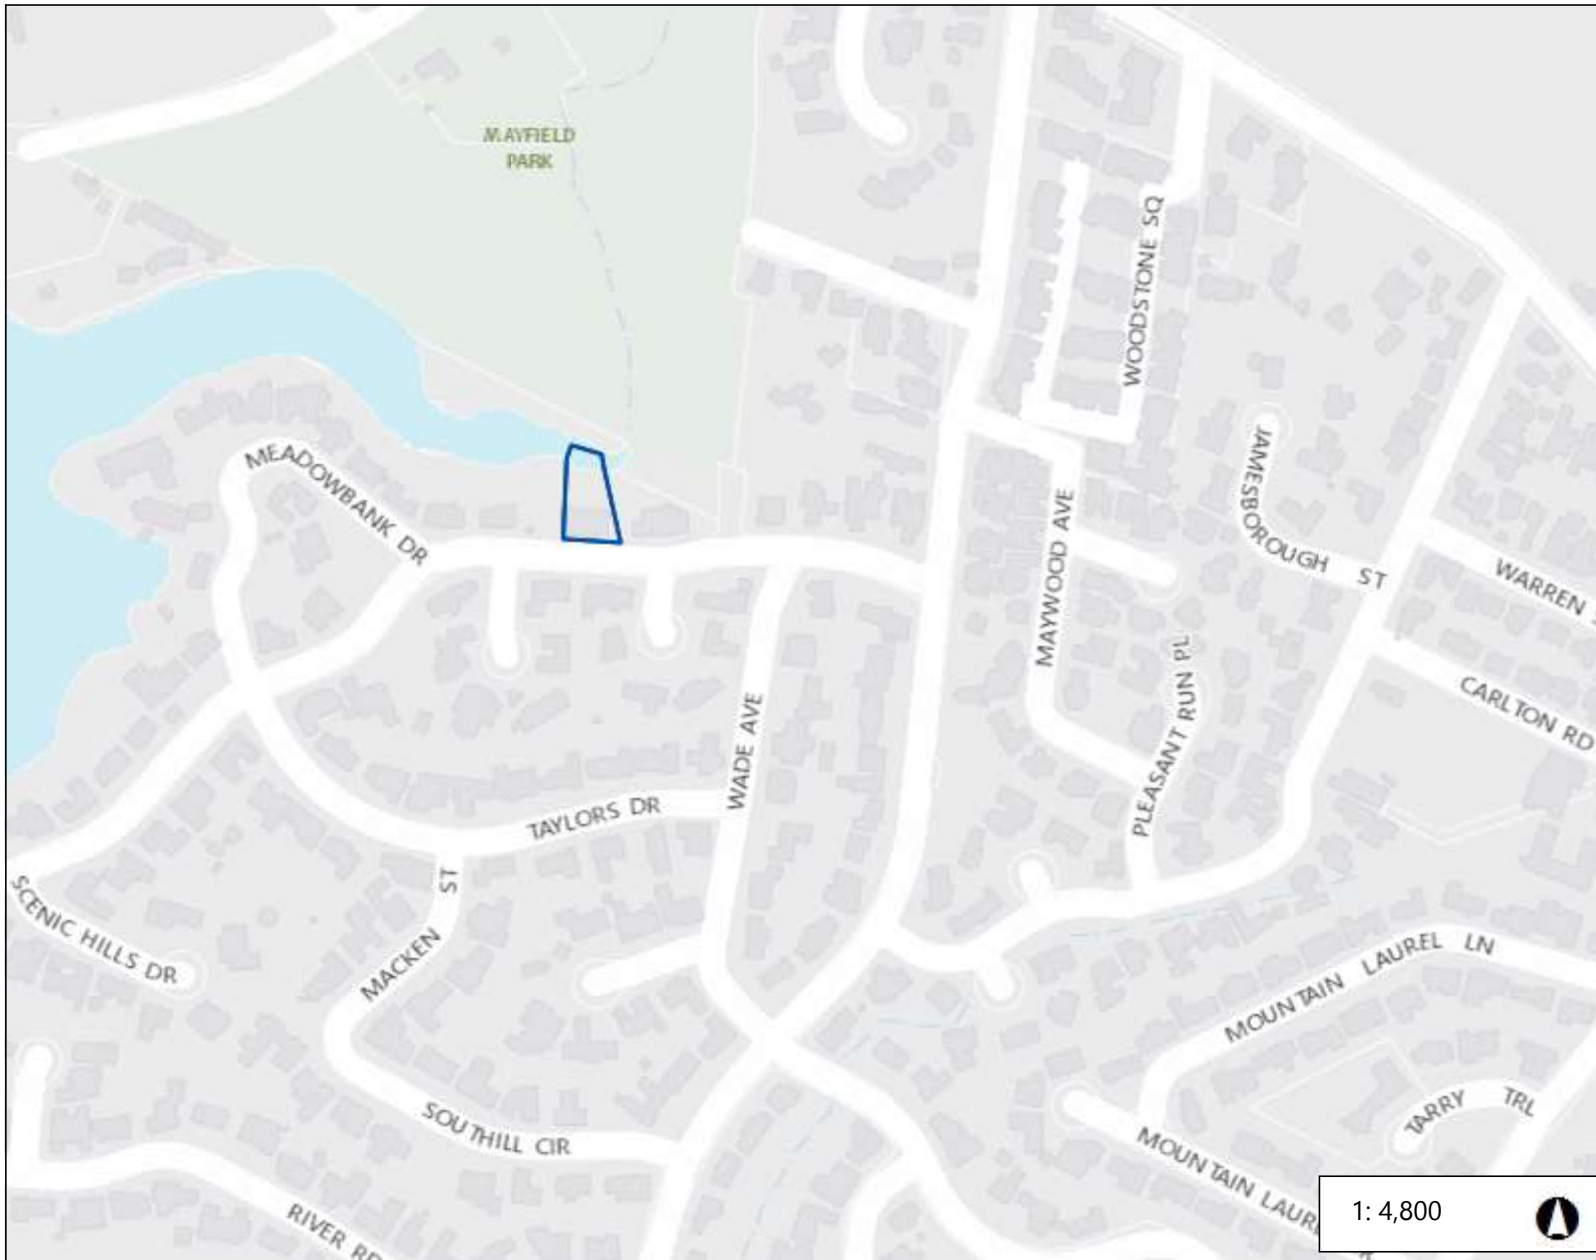 MAYFIELD
PARK
WOODSTONE SQ
MEADOWBANK DR
JAMESBOROUGH ST
MAYWOOD AVE
WARREN
CARLTON RD
PLEASANT RUN PL
WADE AVE
TAYLORS DR
SCENIC HILLS DR
MACKEN ST
MOUNTAIN LAUREL LN
SOUTHILL CIR
TARRY TRL
MOUNTAIN LAUR
RIVER RD
1: 4,800